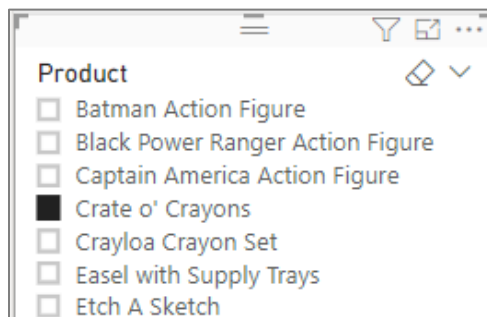 Product
Batman Action Figure
Black Power Ranger Action Figure
Captain America Action Figure
Crate o' Crayons
Crayloa Crayon Set
Easel with Supply Trays
Etch A Sketch